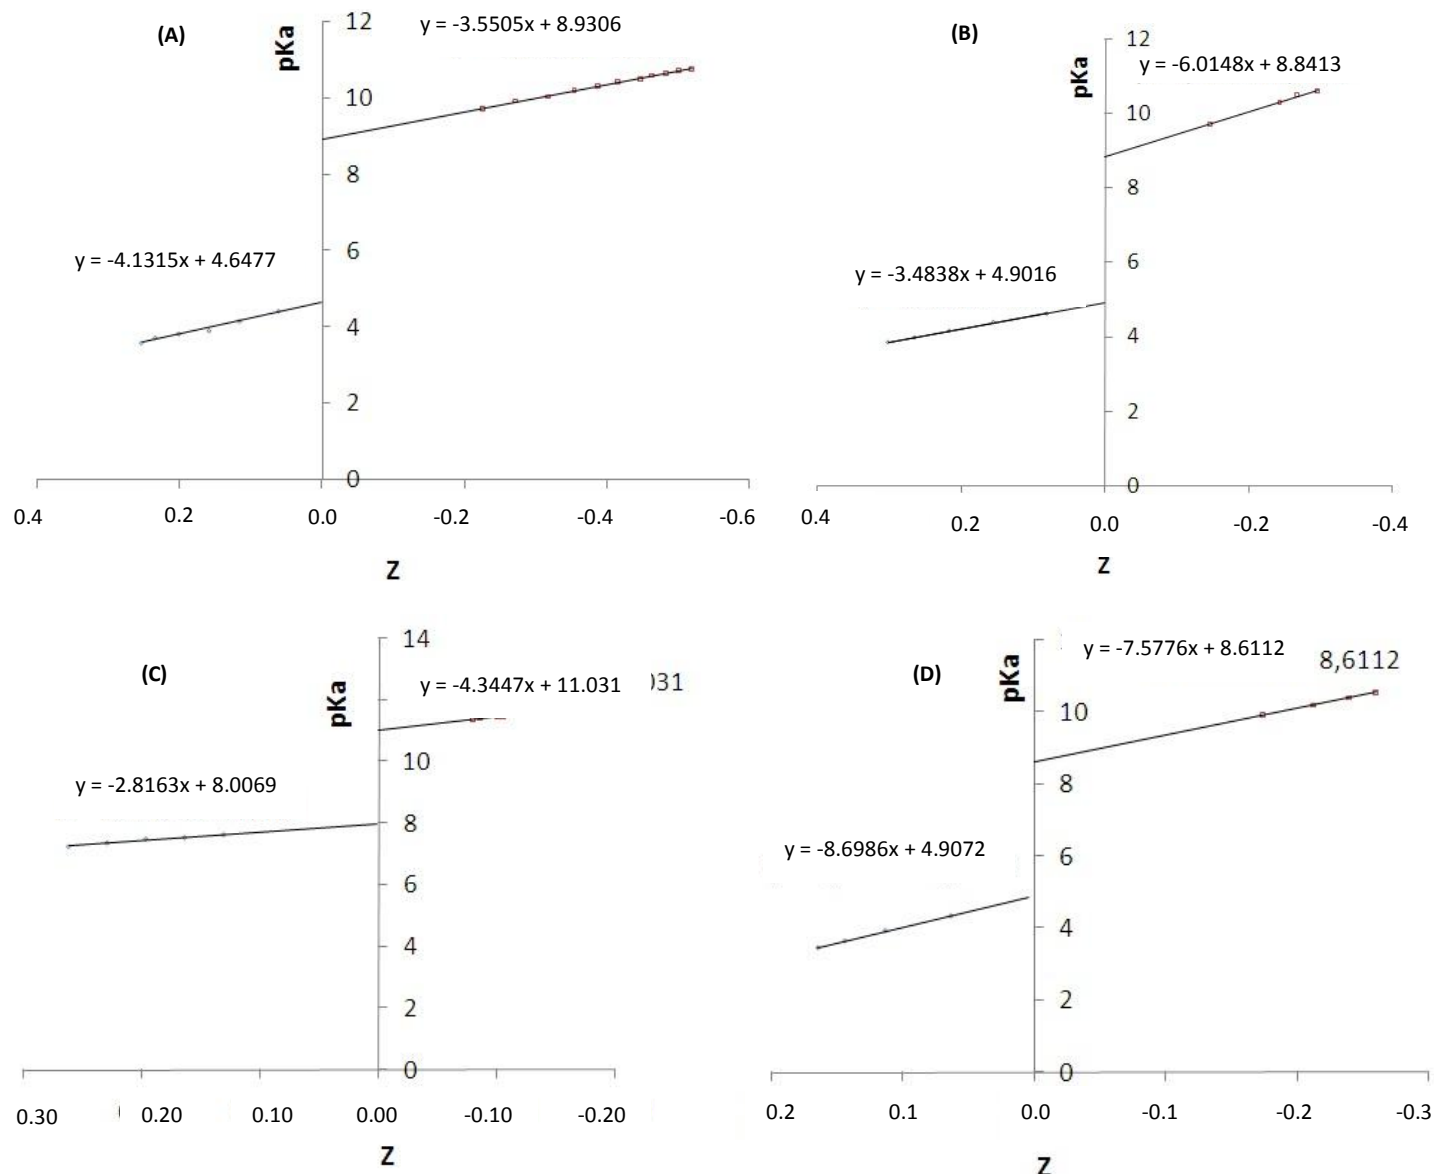 (A)
y = -3.5505x + 8.9306
pKa
12
10
8
6
4
2
0
y = -4.1315x + 4.6477
0.4
0.2
0.0
-0.2
-0.4
-0.6
Z
(B)
y = -6.0148x + 8.8413
pKa
12
10
8
6
4
2
0
y = -3.4838x + 4.9016
0.4
0.2
0.0
-0.2
-0.4
Z
(C)
y = -4.3447x + 11.031
031
pKa
14
10
8
6
4
2
0
y = -2.8163x + 8.0069
0.30
0.20
0.10
0.00
-0.10
-0.20
Z
(D)
y = -7.5776x + 8.6112
8,6112
pKa
10
8
6
4
2
0
y = -8.6986x + 4.9072
0.2
0.1
0.0
-0.1
-0.2
-0.3
Z